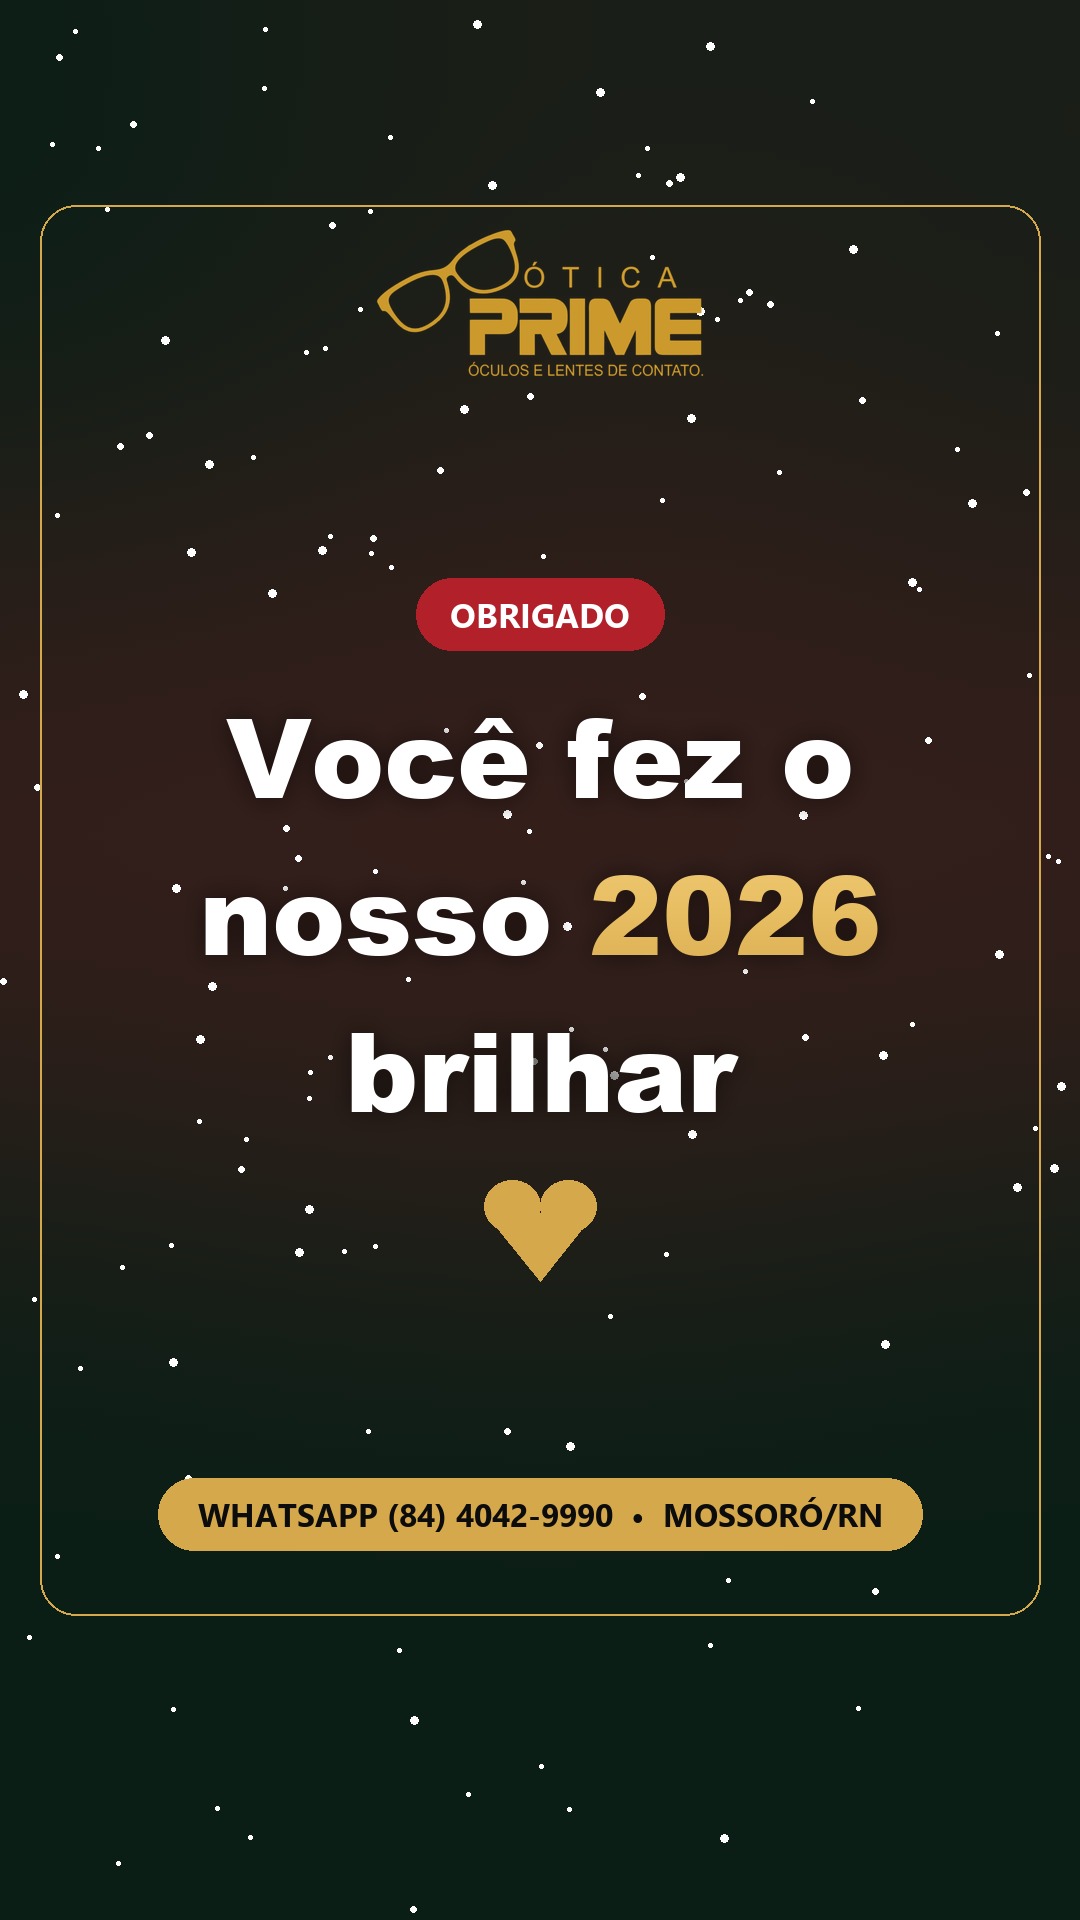 ÓTICA
PRIME
ÓCULOS E LENTES DE CONTATO.
OBRIGADO
Você fez o
nosso 2026
brilhar
WHATSAPP (84) 4042-9990 • MOSSORÓ/RN